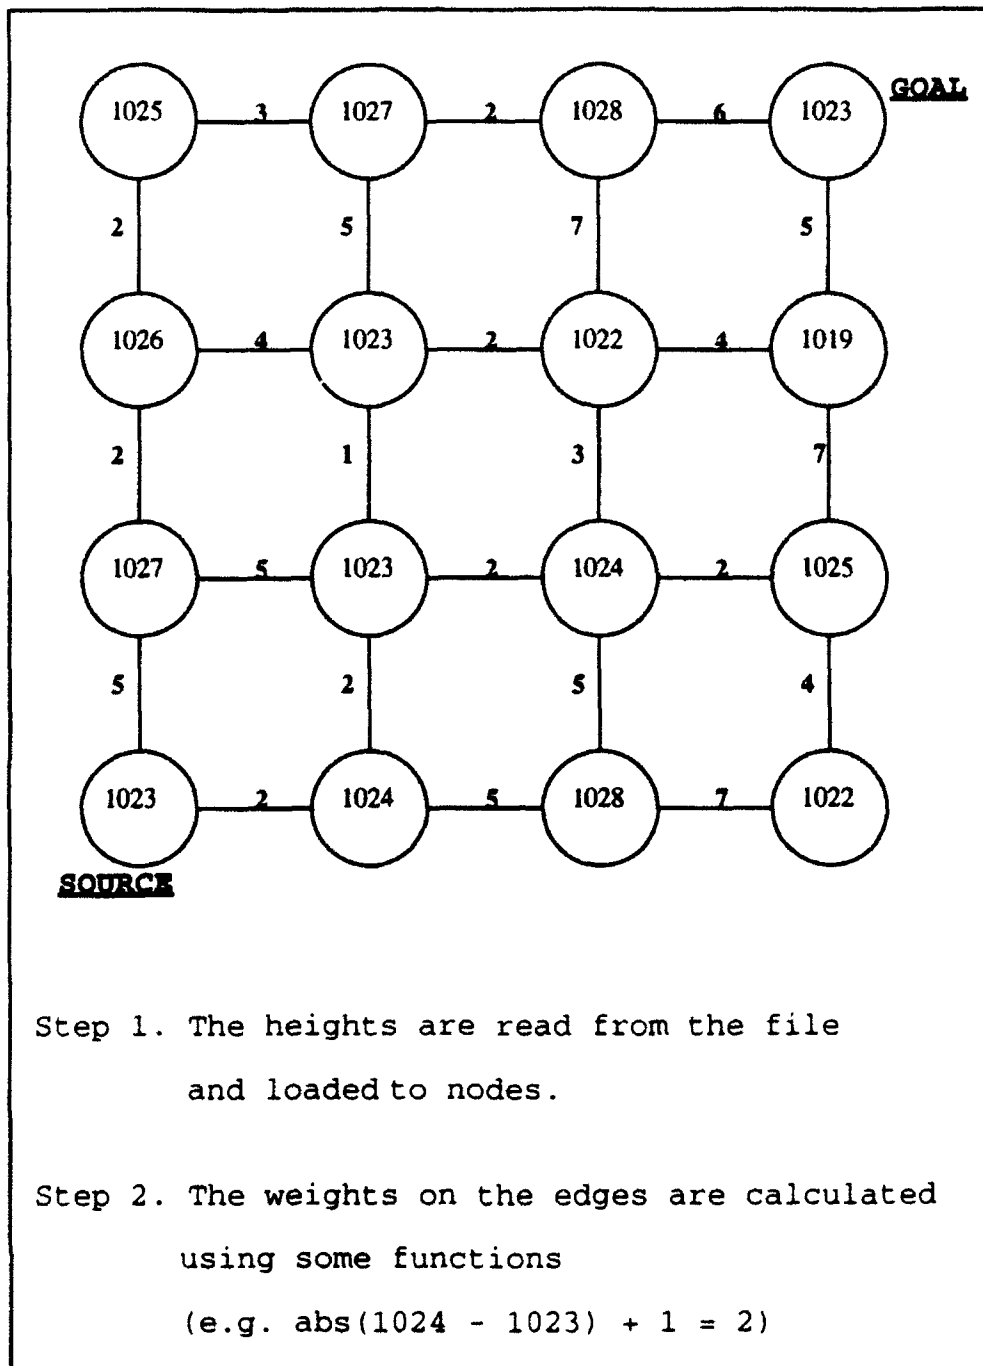 GOAL
1025 3 1027 2 1028 6 1023
2 5 7 5
1026 4 1023 2 1022 4 1019
2 1 3 7
1027 5 1023 2 1024 2 1025
5 2 5 4
1023 2 1024 5 1028 7 1022
SOURCE
Step 1. The heights are read from the file
and loaded to nodes.
Step 2. The weights on the edges are calculated
using some functions
(e.g. abs(1024 - 1023) + 1 = 2)